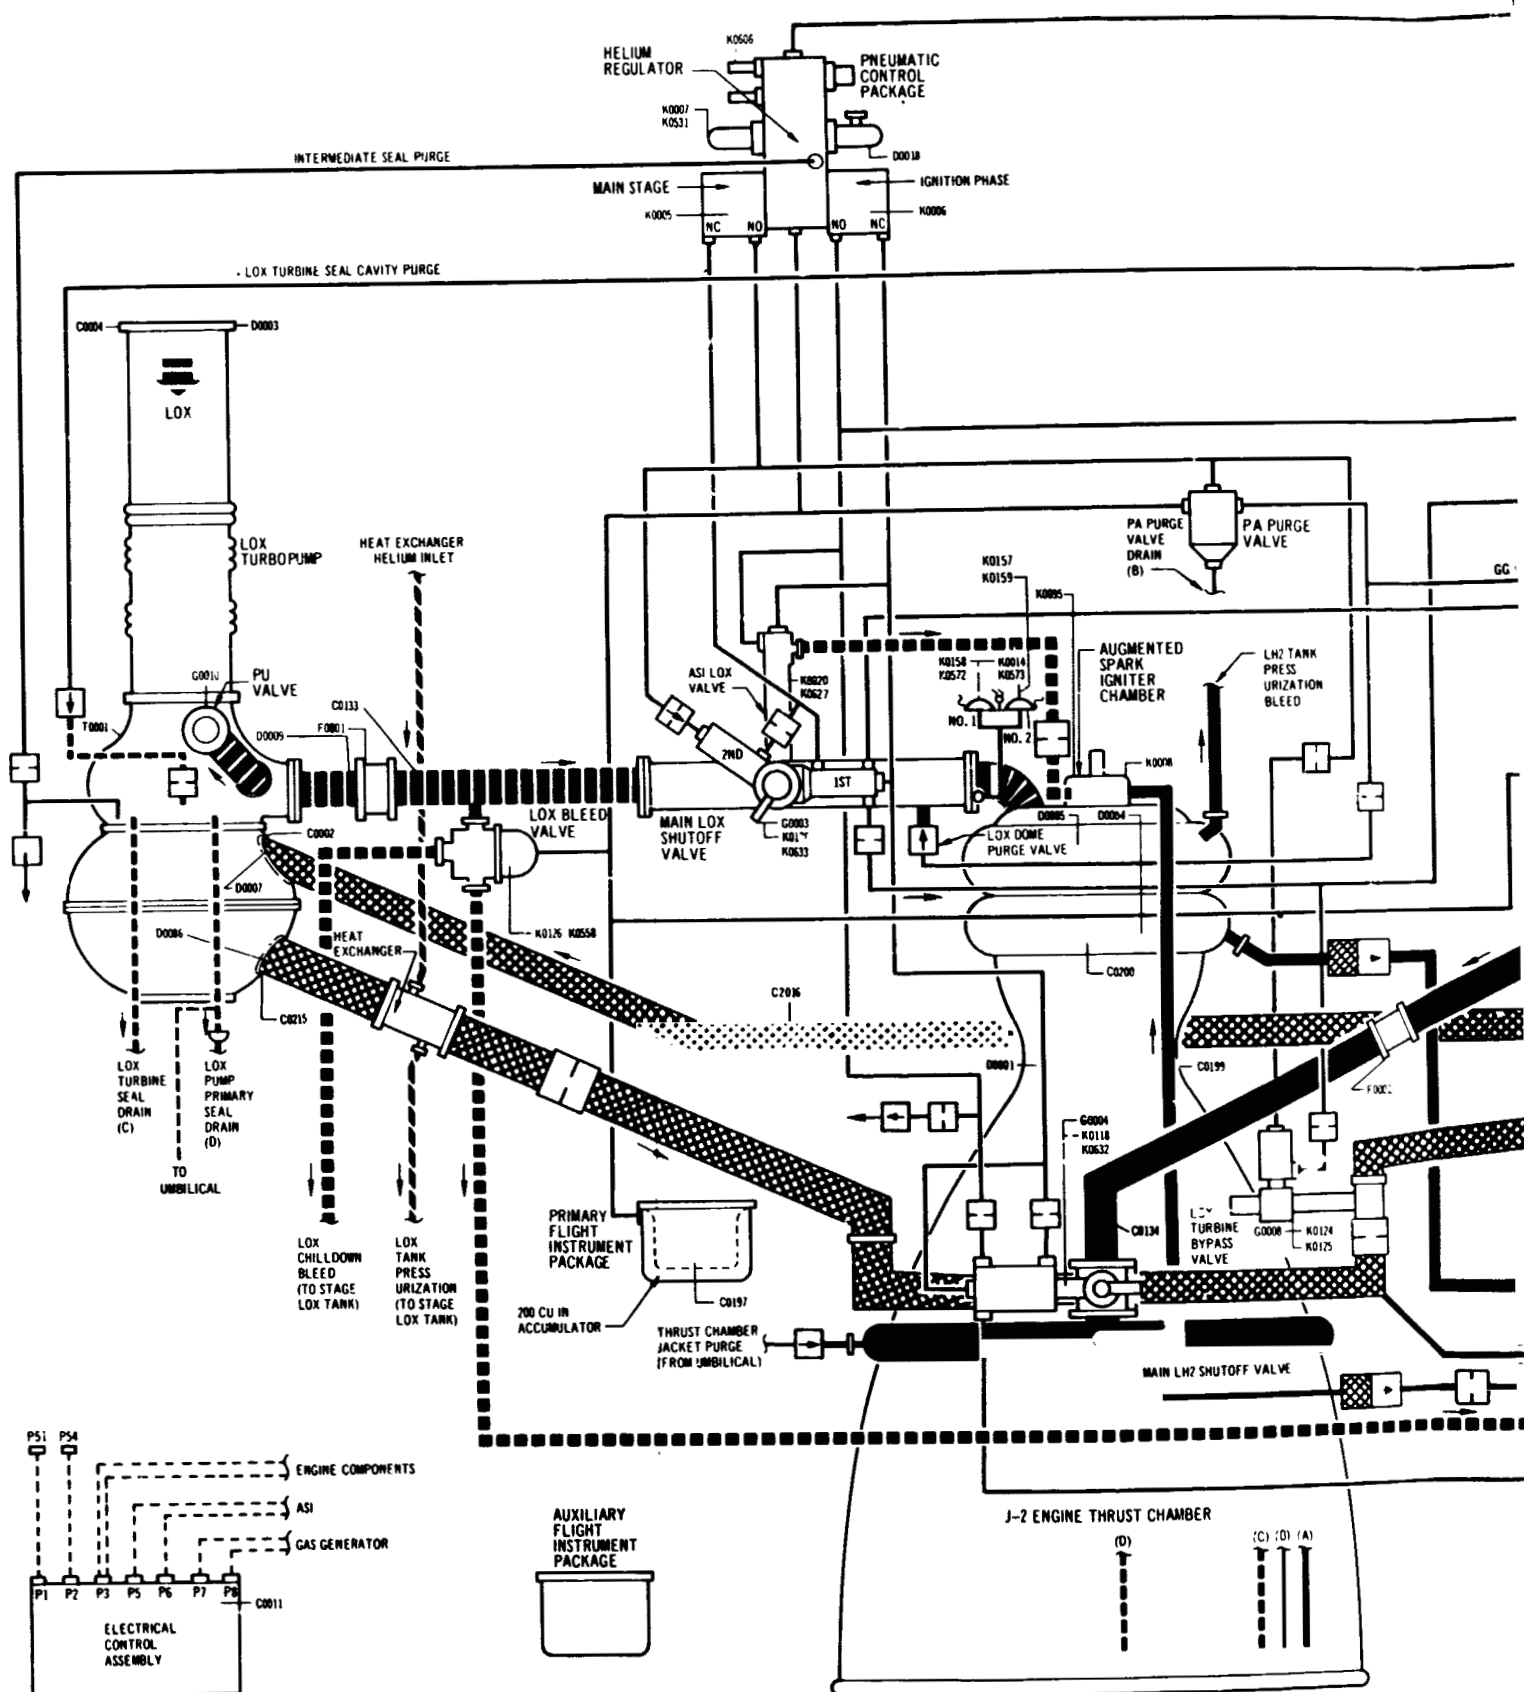 K0606
HELIUM
REGULATOR
PNEUMATIC
CONTROL
PACKAGE
K0007
K0531
D0018
INTERMEDIATE SEAL PURGE
MAIN STAGE
IGNITION PHASE
K0005
K0006
NC
NO
NO
NC
LOX TURBINE SEAL CAVITY PURGE
C0004
D0003
LOX
LOX
TURBOPUMP
HEAT EXCHANGER
HELIUM INLET
PA PURGE
VALVE
DRAIN
(B)
PA PURGE
VALVE
GG
K0157
K0159
K0895
K0158
K0572
K0014
K0573
NO. 1
NO. 2
AUGMENTED
SPARK
IGNITER
CHAMBER
LH2 TANK
PRESS
URIZATION
BLEED
PU
VALVE
T0001
D0009
F0801
C0133
ASI LOX
VALVE
K0020
K0627
2ND
1ST
LOX BLEED
VALVE
MAIN LOX
SHUTOFF
VALVE
G0003
K0633
LOX DOME
PURGE VALVE
C0002
D0007
D0086
HEAT
EXCHANGER
K0126 K0558
C0215
C2016
C0200
C0199
LOX
TURBINE
SEAL
DRAIN
(C)
LOX
PUMP
PRIMARY
SEAL
DRAIN
(D)
TO
UMBILICAL
G0004
K0118
K0632
LOX
CHILLDOWN
BLEED
(TO STAGE
LOX TANK)
LOX
TANK
PRESS
URIZATION
(TO STAGE
LOX TANK)
PRIMARY
FLIGHT
INSTRUMENT
PACKAGE
C0197
200 CU IN
ACCUMULATOR
THRUST CHAMBER
JACKET PURGE
(FROM UMBILICAL)
C0134
TURBINE
BYPASS
VALVE
G0008
K0124
K0125
MAIN LH2 SHUTOFF VALVE
P51
P54
ENGINE COMPONENTS
ASI
GAS GENERATOR
P1
P2
P3
P5
P6
P7
P8
C0011
ELECTRICAL
CONTROL
ASSEMBLY
AUXILIARY
FLIGHT
INSTRUMENT
PACKAGE
J-2 ENGINE THRUST CHAMBER
(D)
(C)
(A)